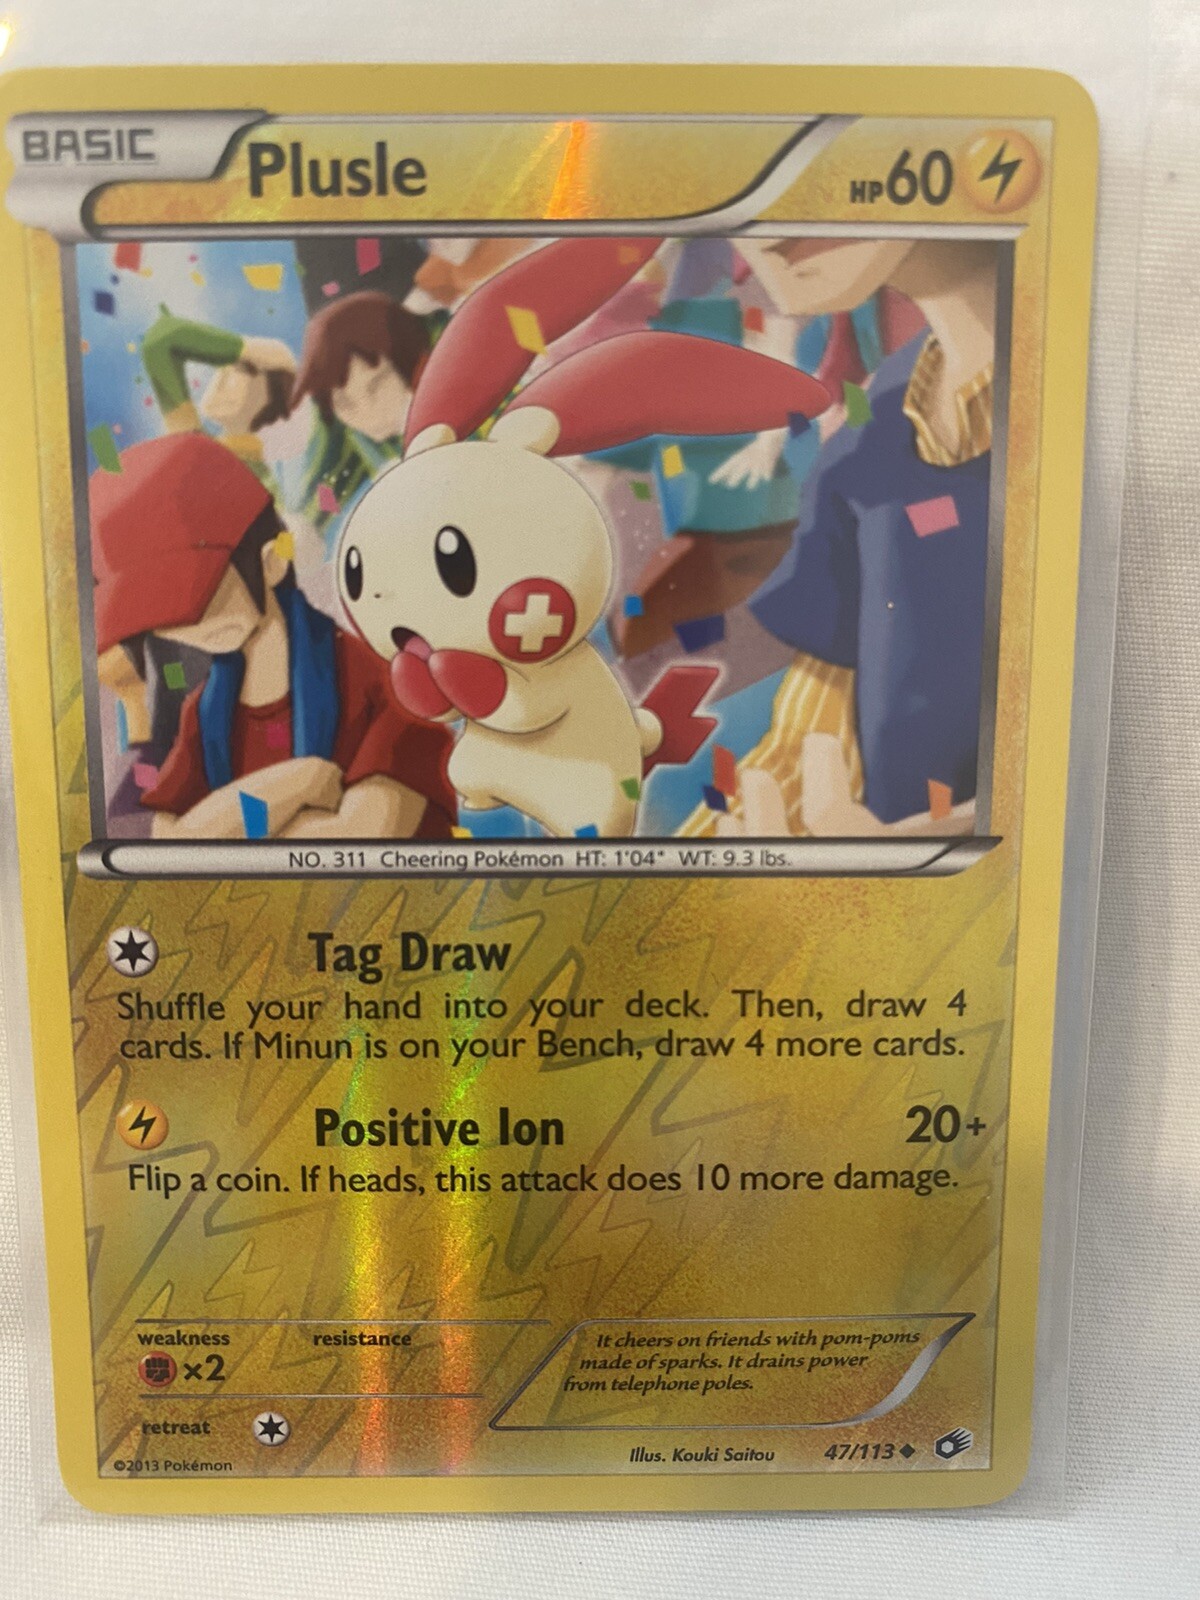 BASIC
Plusle
HP60
NO. 311 Cheering Pokémon HT: 1'04" WT: 9.3 lbs.
Tag Draw
Shuffle your hand into your deck. Then, draw 4
cards. If Minun is on your Bench, draw 4 more cards.
Positive Ion 20+
Flip a coin. If heads, this attack does 10 more damage.
weakness resistance
×2
retreat
It cheers on friends with pom-poms
made of sparks. It drains power
from telephone poles.
Illus. Kouki Saitou 47/113
©2013 Pokémon